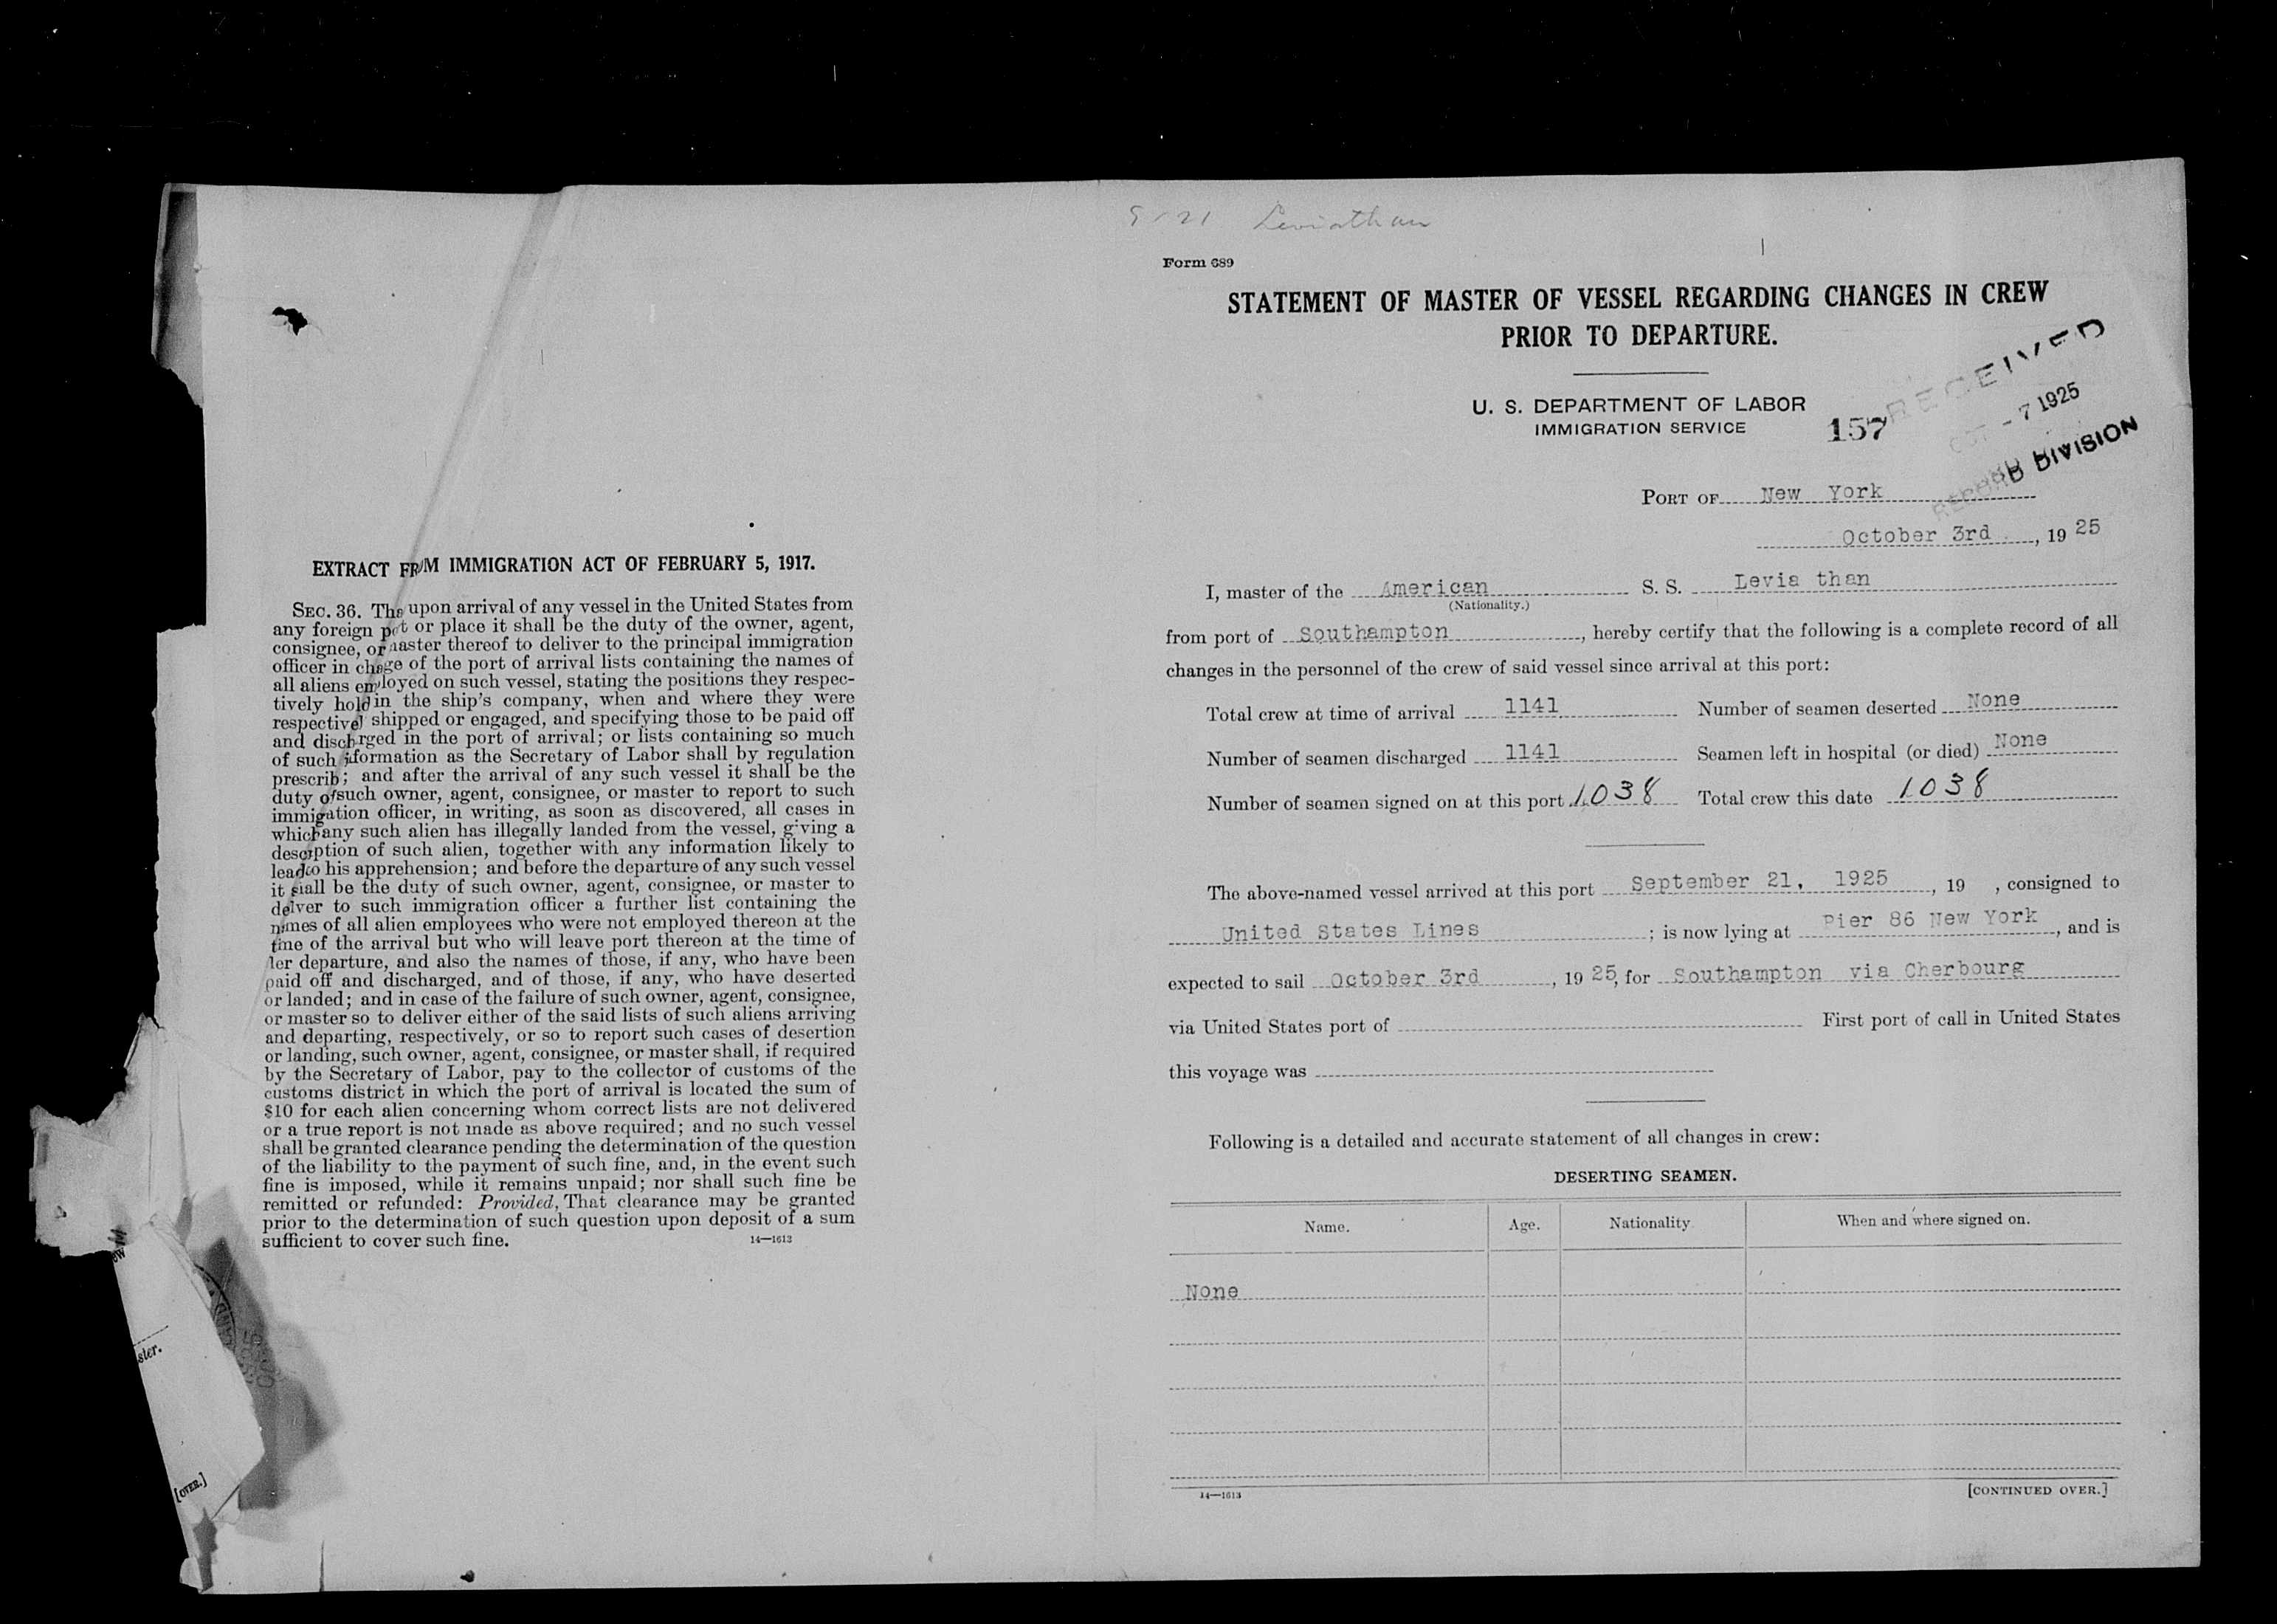 EXTRACT FROM IMMIGRATION ACT OF FEBRUARY 5, 1917.
SEC. 36. That upon arrival of any vessel in the United States from
any foreign port or place it shall be the duty of the owner, agent,
consignee, or master thereof to deliver to the principal immigration
officer in charge of the port of arrival lists containing the names of
all aliens employed on such vessel, stating the positions they respec-
tively hold in the ship's company, when and where they were
respectively shipped or engaged, and specifying those to be paid off
and discharged in the port of arrival; or lists containing so much
of such information as the Secretary of Labor shall by regulation
prescribe; and after the arrival of any such vessel it shall be the
duty of such owner, agent, consignee, or master to report to such
immigration officer, in writing, as soon as discovered, all cases in
which any such alien has illegally landed from the vessel, giving a
description of such alien, together with any information likely to
lead to his apprehension; and before the departure of any such vessel
it shall be the duty of such owner, agent, consignee, or master to
deliver to such immigration officer a further list containing the
names of all alien employees who were not employed thereon at the
time of the arrival but who will leave port thereon at the time of
her departure, and also the names of those, if any, who have been
paid off and discharged, and of those, if any, who have deserted
or landed; and in case of the failure of such owner, agent, consignee,
or master so to deliver either of the said lists of such aliens arriving
and departing, respectively, or so to report such cases of desertion
or landing, such owner, agent, consignee, or master shall, if required
by the Secretary of Labor, pay to the collector of customs of the
customs district in which the port of arrival is located the sum of
$10 for each alien concerning whom correct lists are not delivered
or a true report is not made as above required; and no such vessel
shall be granted clearance pending the determination of the question
of the liability to the payment of such fine, and, in the event such
fine is imposed, while it remains unpaid; nor shall such fine be
remitted or refunded: Provided, That clearance may be granted
prior to the determination of such question upon deposit of a sum
sufficient to cover such fine. 14—1613
ster.
[OVER.]
9/21 Leviathan
Form 689
STATEMENT OF MASTER OF VESSEL REGARDING CHANGES IN CREW
PRIOR TO DEPARTURE.
U. S. DEPARTMENT OF LABOR
IMMIGRATION SERVICE
157
RECEIVED
OCT - 7 1925
RECORD DIVISION
PORT OF New York
October 3rd, 19 25
I, master of the American S. S. Levia than
(Nationality.)
from port of Southampton, hereby certify that the following is a complete record of all
changes in the personnel of the crew of said vessel since arrival at this port:
Total crew at time of arrival 1141 Number of seamen deserted None
Number of seamen discharged 1141 Seamen left in hospital (or died) None
Number of seamen signed on at this port 1038 Total crew this date 1038
The above-named vessel arrived at this port September 21, 1925, 19 , consigned to
United States Lines; is now lying at Pier 86 New York, and is
expected to sail October 3rd, 19 25, for Southampton via Cherbourg
via United States port of First port of call in United States
this voyage was
Following is a detailed and accurate statement of all changes in crew:
DESERTING SEAMEN.
Name. Age. Nationality When and where signed on.
None
14—1613 [CONTINUED OVER.]